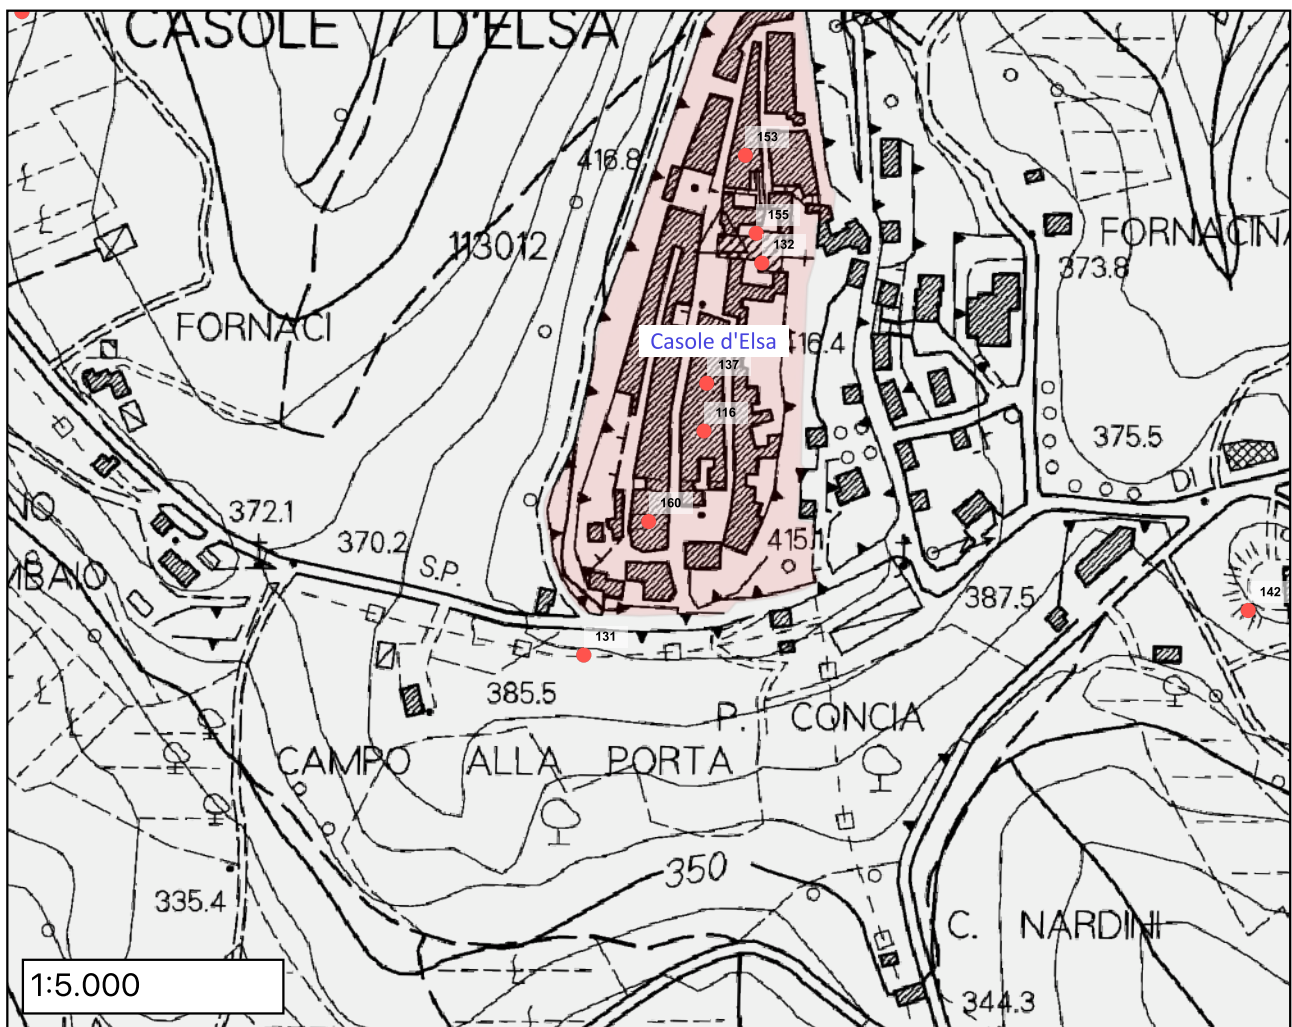 CASOLE D'ELSA
153
416.8
155
FORNACINA
132
113012
373.8
FORNACI
Casole d'Elsa
416.4
137
116
375.5
DI
160
372.1
370.2
415.1
S.P.
142
387.5
131
385.5
P. CONCIA
CAMPO ALLA PORTA
350
335.4
C. NARDINI
1:5.000
344.3